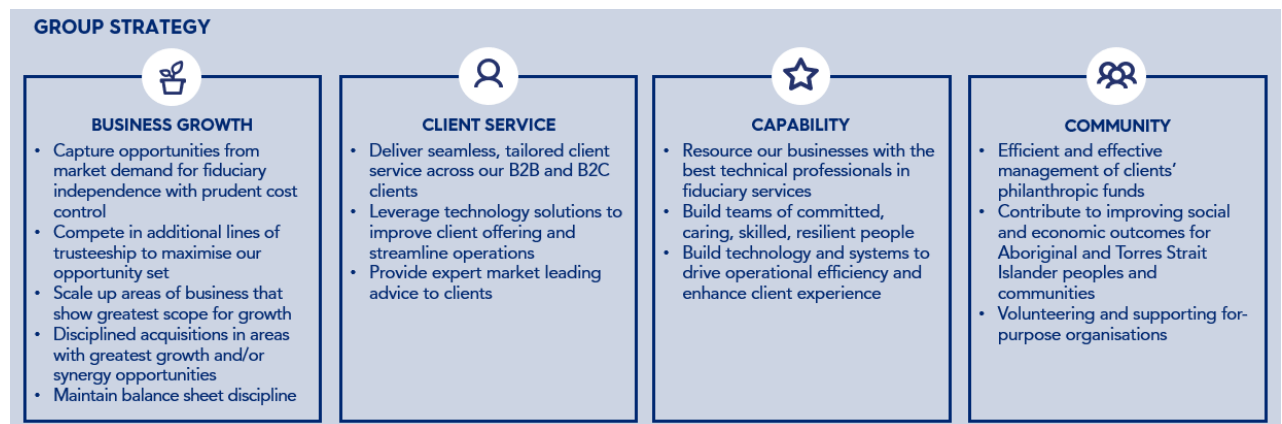 GROUP STRATEGY
BUSINESS GROWTH
• Capture opportunities from
market demand for fiduciary
independence with prudent cost
control
• Compete in additional lines of
trusteeship to maximise our
opportunity set
• Scale up areas of business that
show greatest scope for growth
• Disciplined acquisitions in areas
with greatest growth and/or
synergy opportunities
• Maintain balance sheet discipline
CLIENT SERVICE
• Deliver seamless, tailored client
service across our B2B and B2C
clients
• Leverage technology solutions to
improve client offering and
streamline operations
• Provide expert market leading
advice to clients
CAPABILITY
• Resource our businesses with the
best technical professionals in
fiduciary services
• Build teams of committed,
caring, skilled, resilient people
• Build technology and systems to
drive operational efficiency and
enhance client experience
COMMUNITY
• Efficient and effective
management of clients’
philanthropic funds
• Contribute to improving social
and economic outcomes for
Aboriginal and Torres Strait
Islander peoples and
communities
• Volunteering and supporting for-
purpose organisations